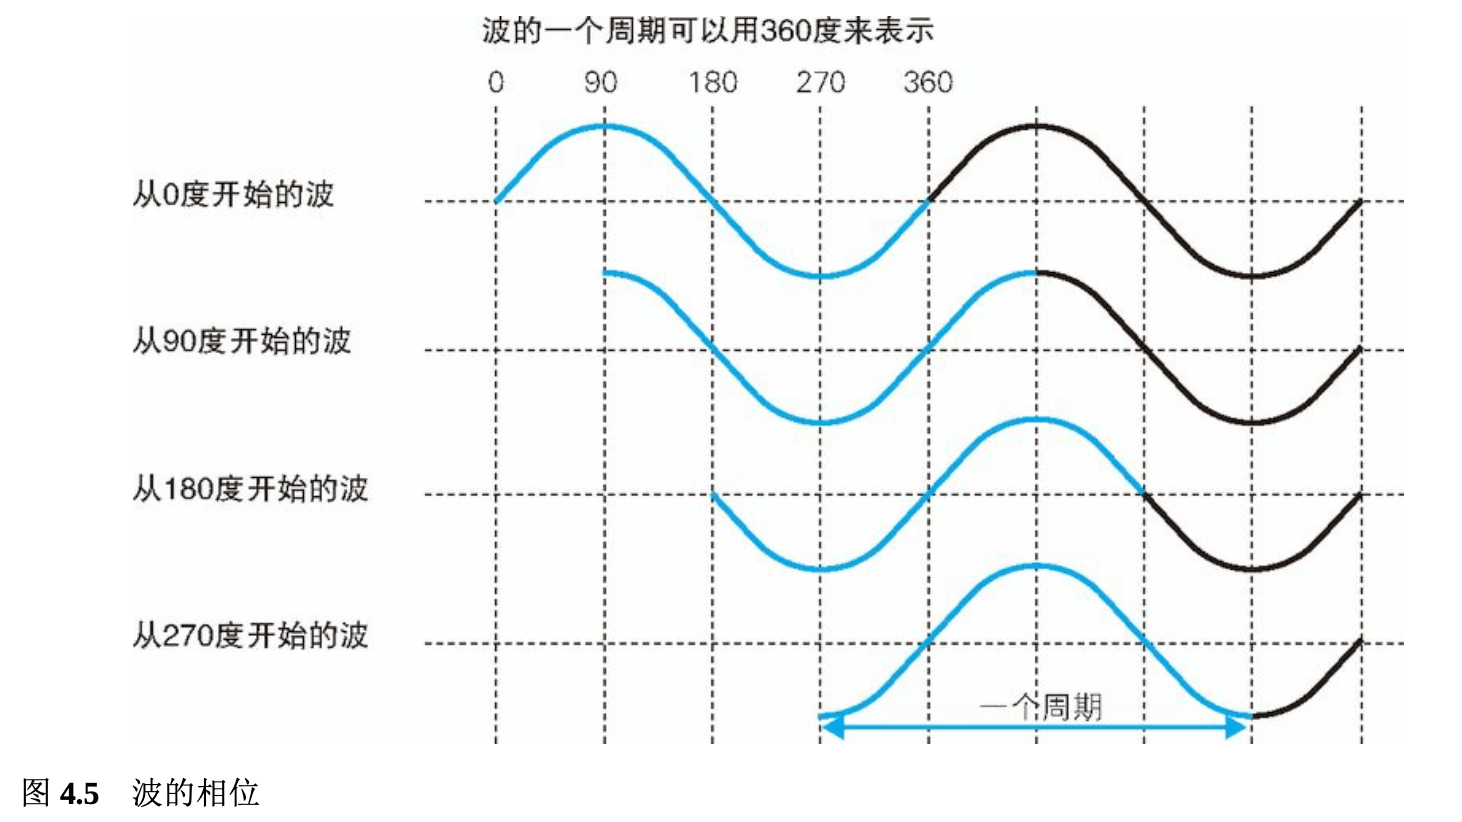 波的一个周期可以用360度来表示
0 90 180 270 360
从0度开始的波
从90度开始的波
从180度开始的波
从270度开始的波
一个周期
图 4.5 波的相位